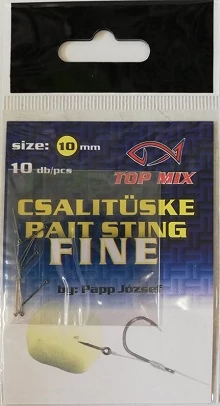 size: 10 mm
10 db/pcs
TOP MIX
CSALITÜSKE
BAIT STING
FINE
by: Papp József